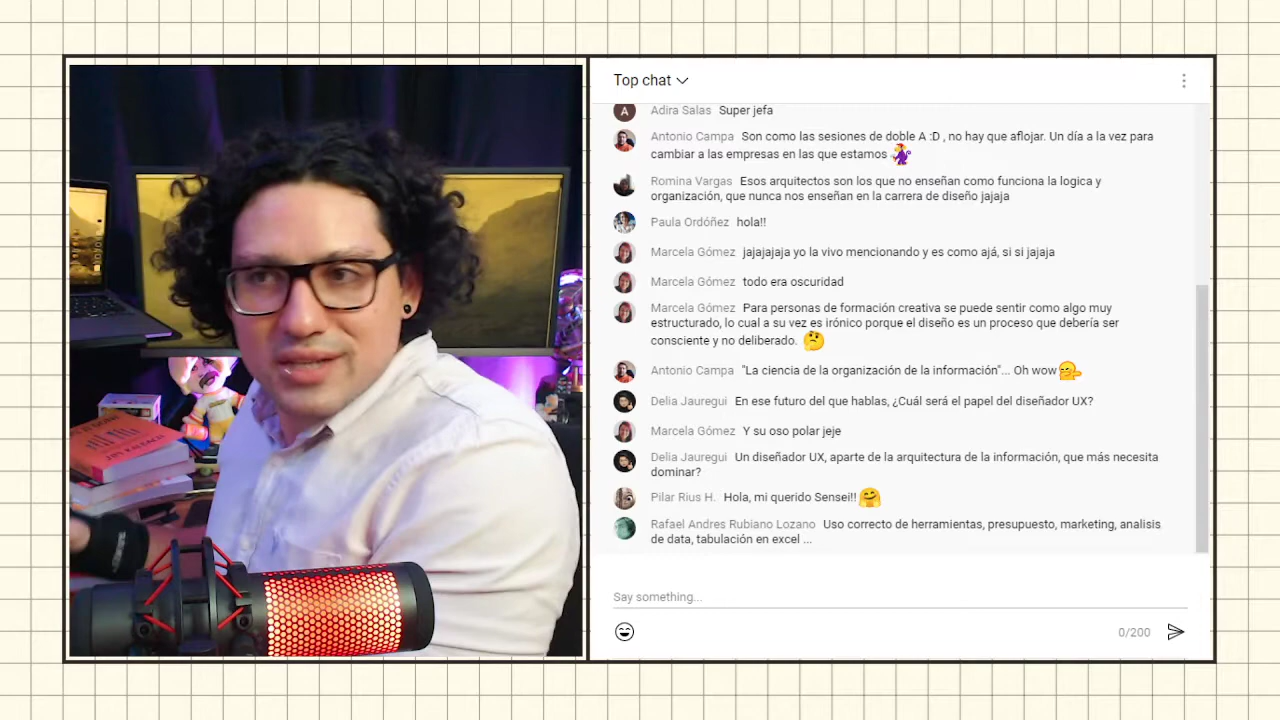 Top chat
A Adira Salas Super jefa
Antonio Campa Son como las sesiones de doble A :D , no hay que aflojar. Un día a la vez para
cambiar a las empresas en las que estamos
Romina Vargas Esos arquitectos son los que no enseñan como funciona la logica y
organización, que nunca nos enseñan en la carrera de diseño jajaja
Paula Ordóñez hola!!
Marcela Gómez jajajajaja yo la vivo mencionando y es como ajá, si si jajaja
Marcela Gómez todo era oscuridad
Marcela Gómez Para personas de formación creativa se puede sentir como algo muy
estructurado, lo cual a su vez es irónico porque el diseño es un proceso que debería ser
consciente y no deliberado. 🤔
Antonio Campa "La ciencia de la organización de la información"... Oh wow
Delia Jauregui En ese futuro del que hablas, ¿Cuál será el papel del diseñador UX?
Marcela Gómez Y su oso polar jeje
Delia Jauregui Un diseñador UX, aparte de la arquitectura de la información, que más necesita
dominar?
Pilar Rius H. Hola, mi querido Sensei!! 🤗
Rafael Andres Rubiano Lozano Uso correcto de herramientas, presupuesto, marketing, analisis
de data, tabulación en excel ...
Say something...
0/200
JON KALBACH